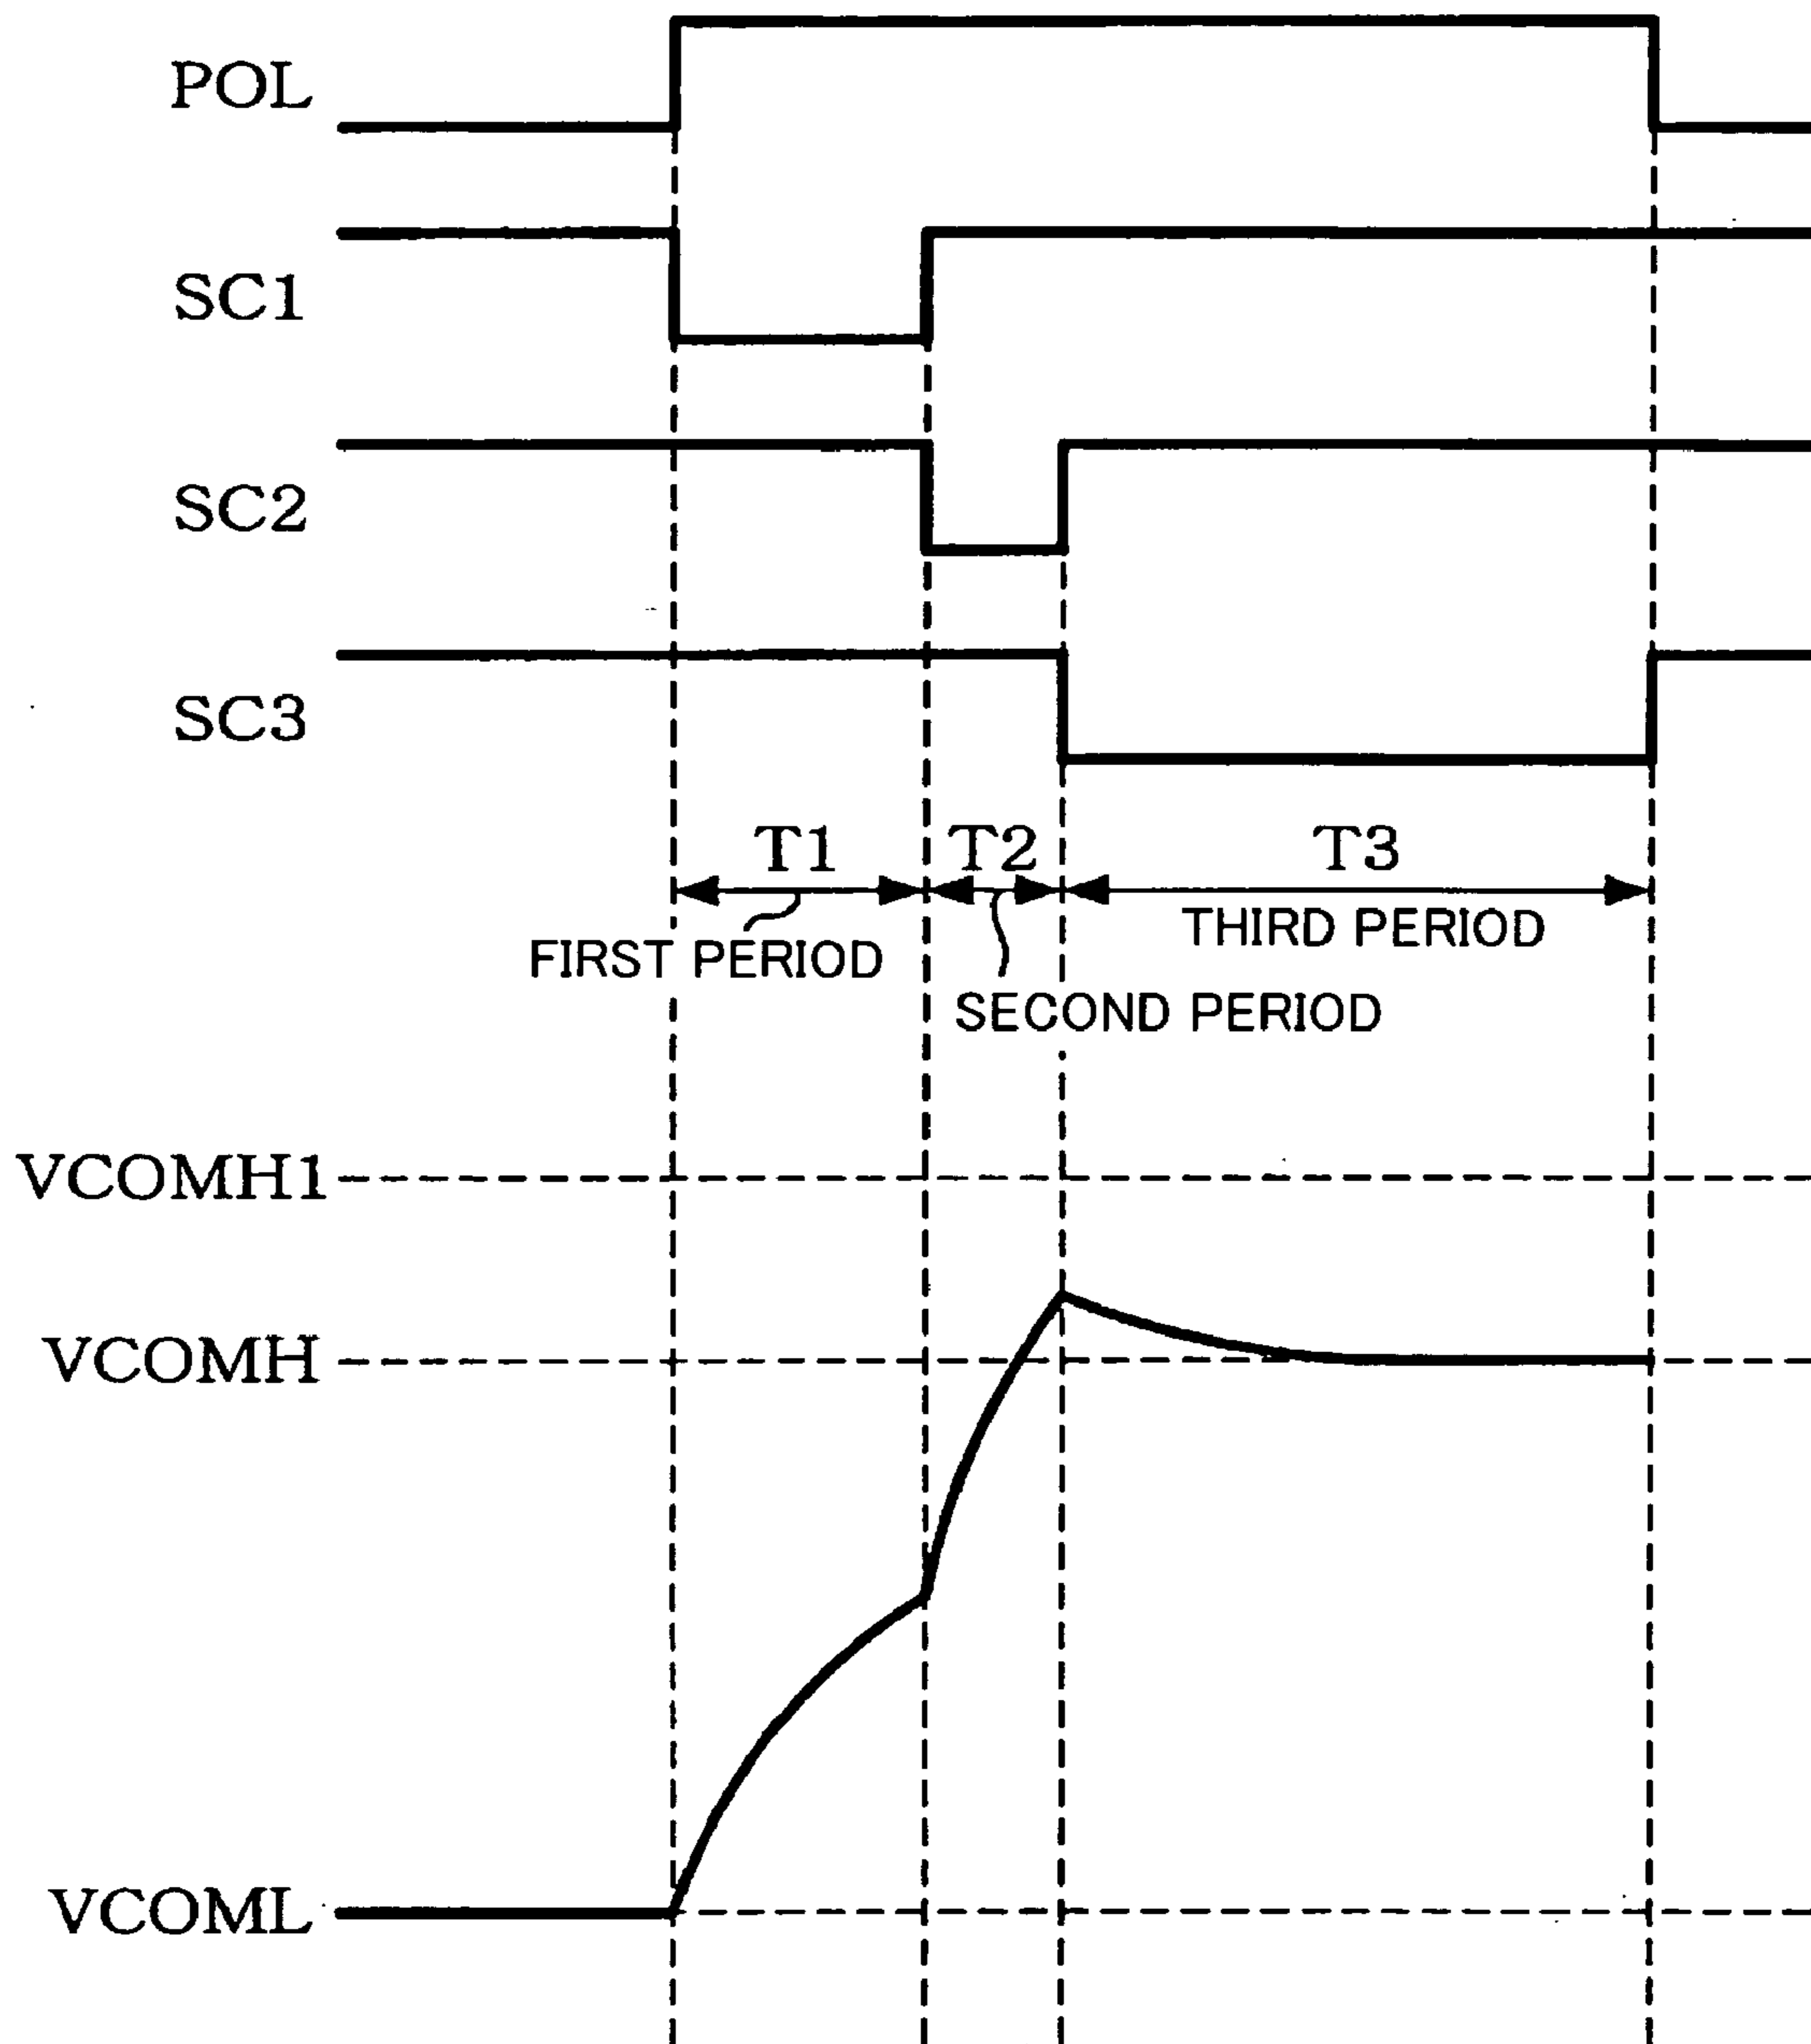 POL
SC1
SC2
SC3
T1 T2 T3
THIRD PERIOD
FIRST PERIOD
SECOND PERIOD
VCOMH1
VCOMH
VCOML